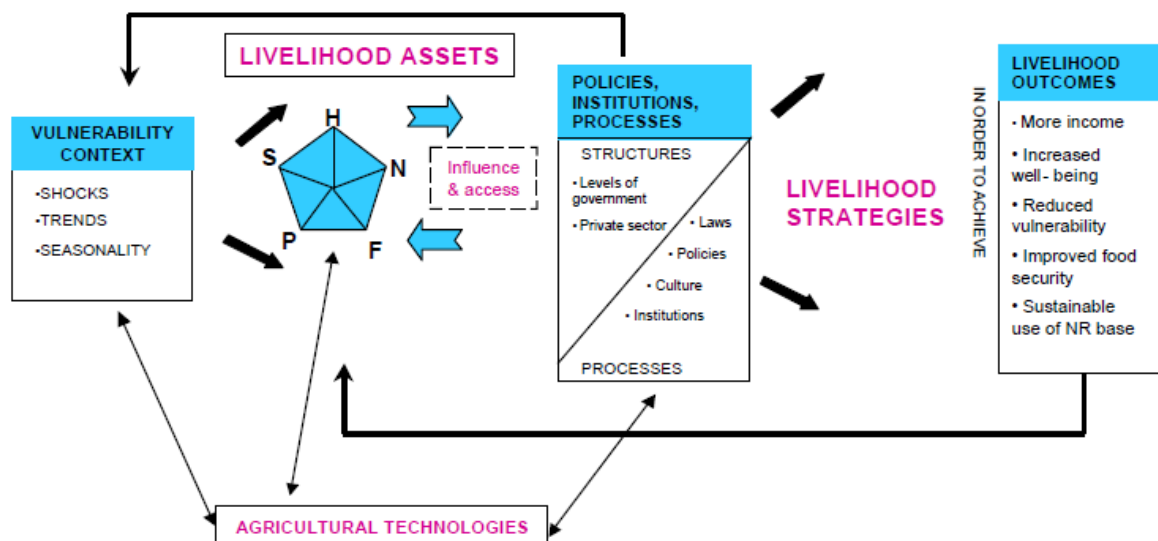 LIVELIHOOD ASSETS
VULNERABILITY
CONTEXT
•SHOCKS
•TRENDS
•SEASONALITY
H
S
N
P
F
Influence
& access
POLICIES,
INSTITUTIONS,
PROCESSES
STRUCTURES
• Levels of
government
• Private sector
• Laws
• Policies
• Culture
• Institutions
PROCESSES
LIVELIHOOD
STRATEGIES
IN ORDER TO ACHIEVE
LIVELIHOOD
OUTCOMES
• More income
• Increased
well- being
• Reduced
vulnerability
• Improved food
security
• Sustainable
use of NR base
AGRICULTURAL TECHNOLOGIES